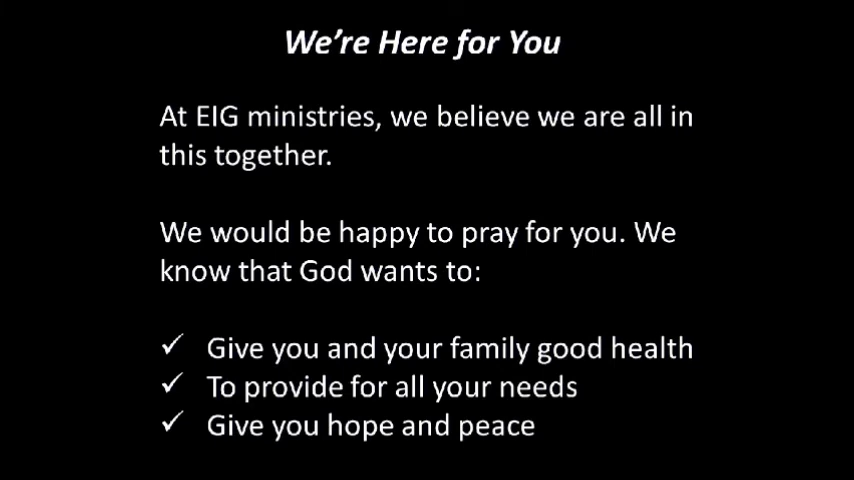 We’re Here for You
At EIG ministries, we believe we are all in
this together.
We would be happy to pray for you. We
know that God wants to:
✓ Give you and your family good health
✓ To provide for all your needs
✓ Give you hope and peace